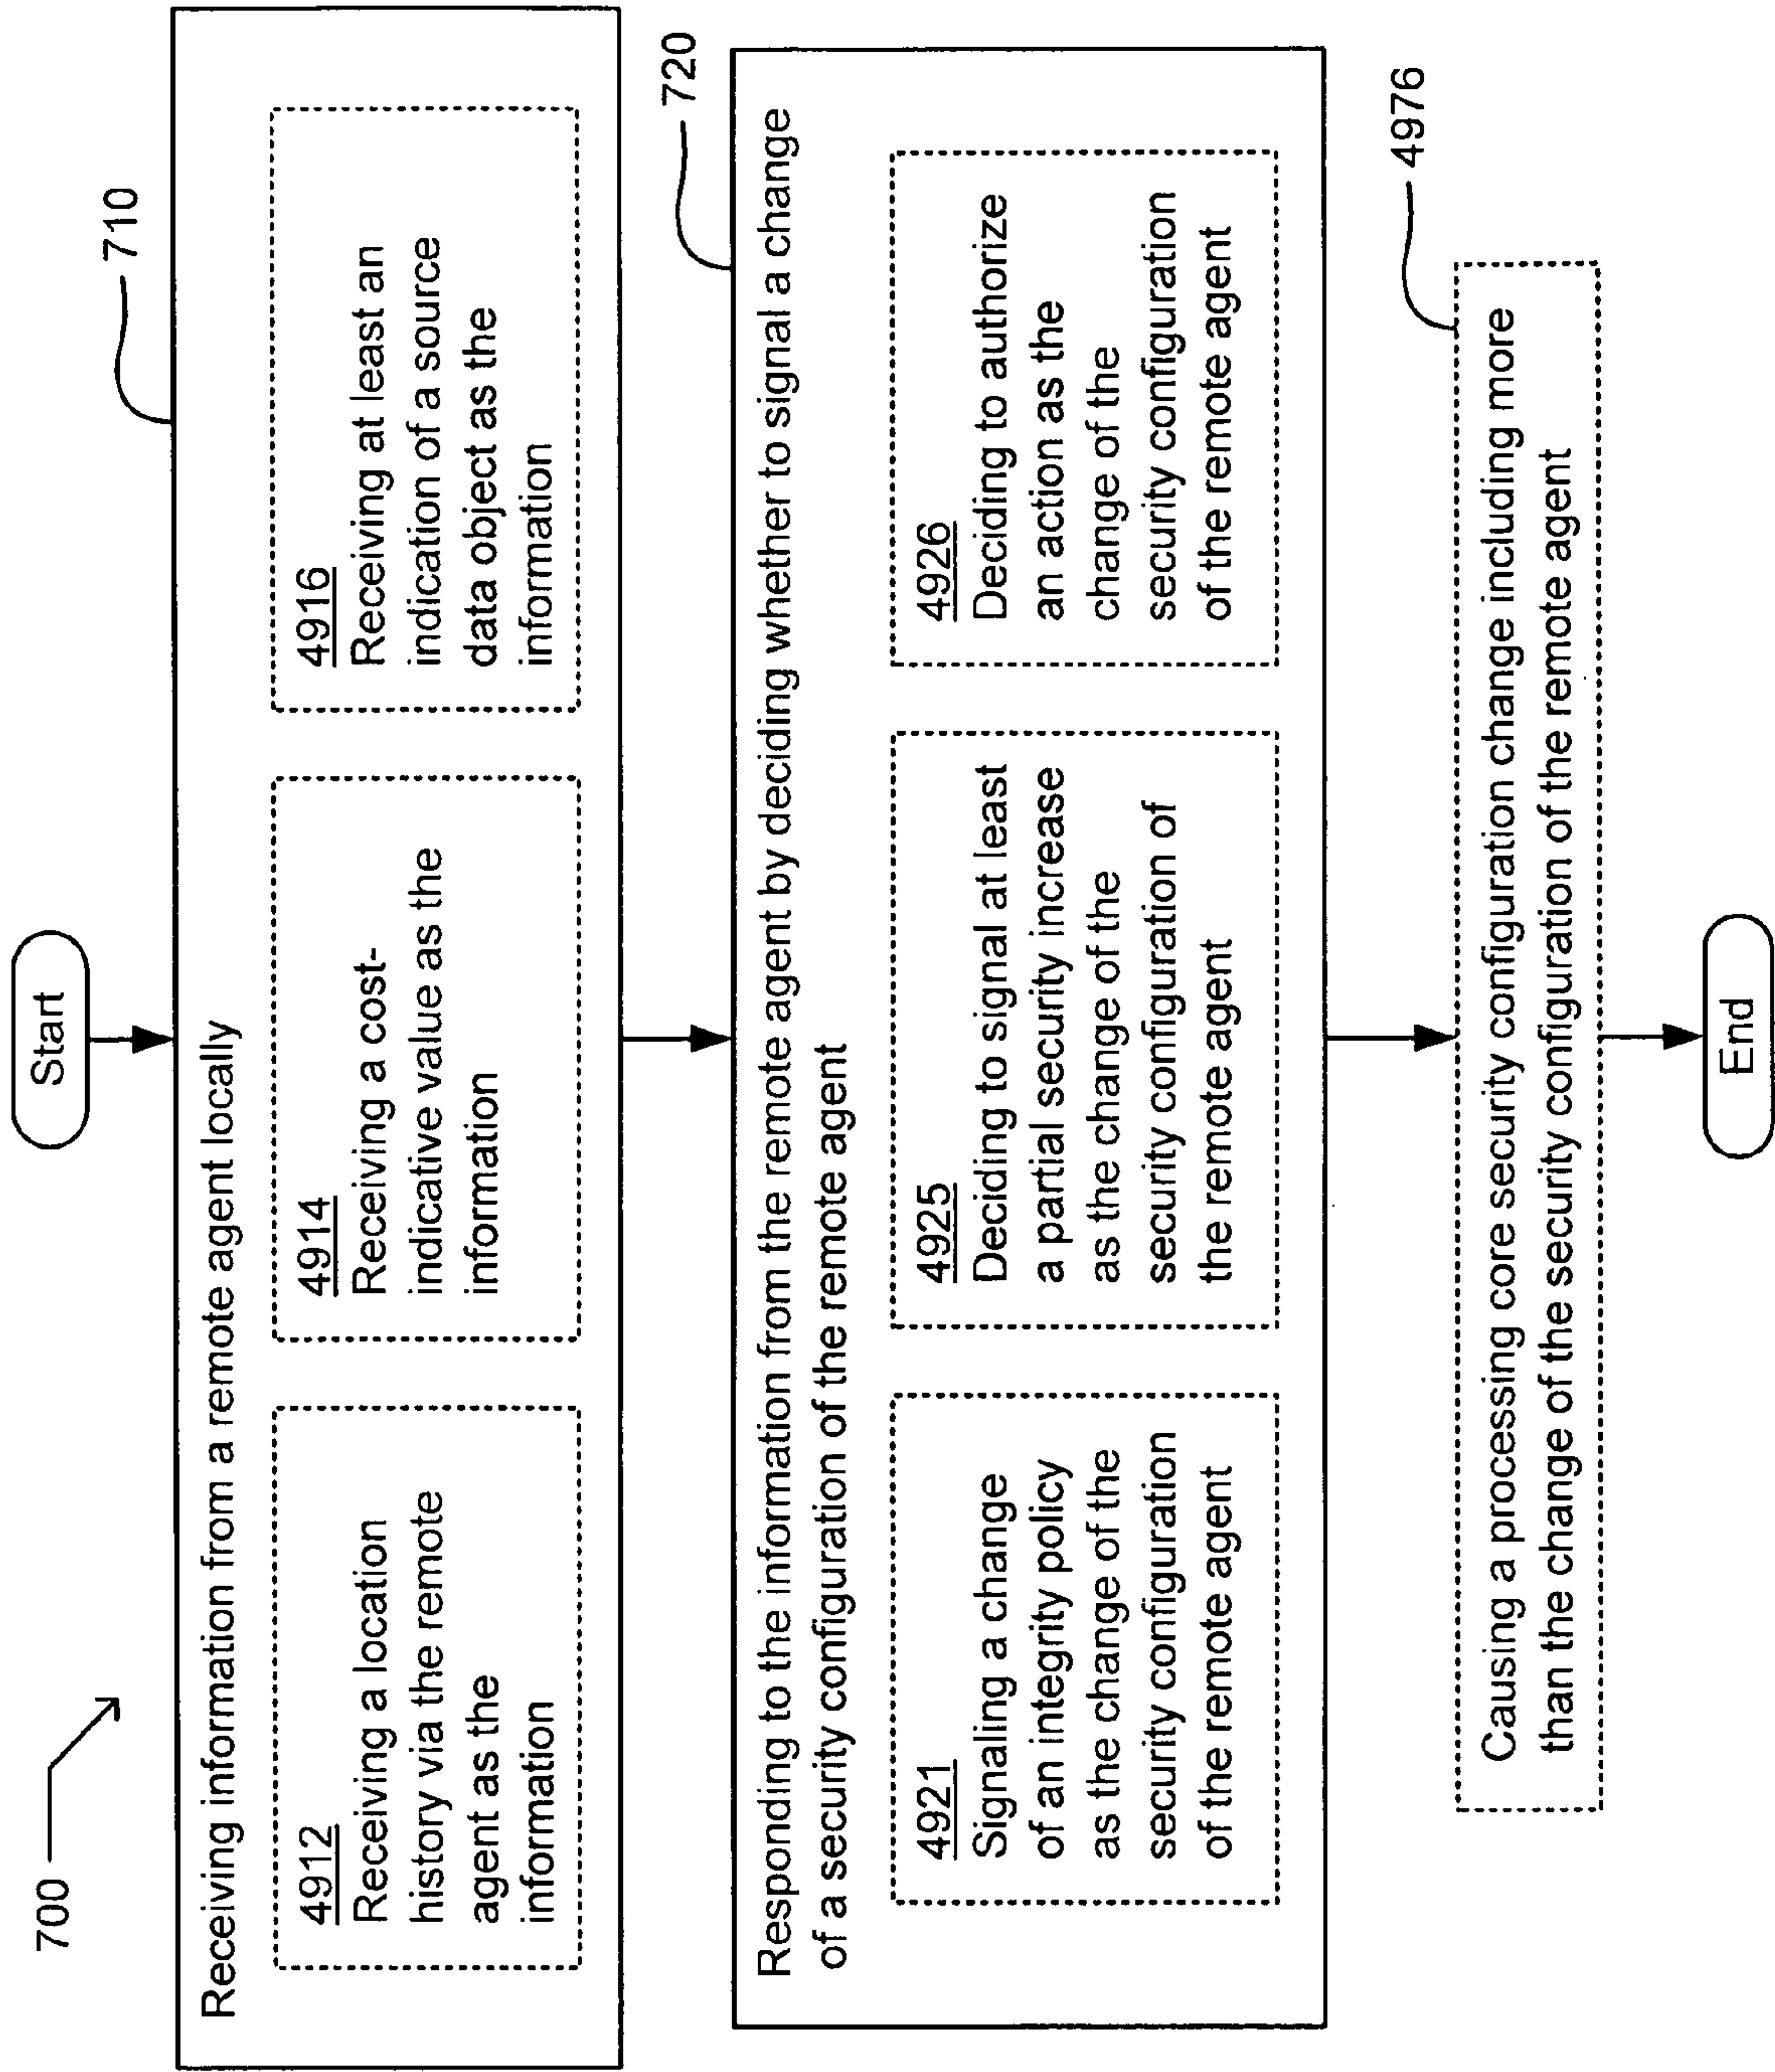 700
Start
710
Receiving information from a remote agent locally
4912
Receiving a location
history via the remote
agent as the
information
4914
Receiving a cost-
indicative value as the
information
4916
Receiving at least an
indication of a source
data object as the
information
720
Responding to the information from the remote agent by deciding whether to signal a change
of a security configuration of the remote agent
4921
Signaling a change
of an integrity policy
as the change of the
security configuration
of the remote agent
4925
Deciding to signal at least
a partial security increase
as the change of the
security configuration of
the remote agent
4926
Deciding to authorize
an action as the
change of the
security configuration
of the remote agent
4976
Causing a processing core security configuration change including more
than the change of the security configuration of the remote agent
End